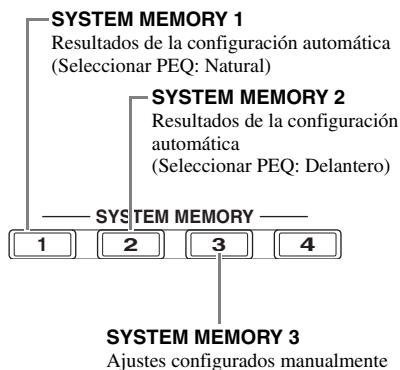 SYSTEM MEMORY 1
Resultados de la configuración automática
(Seleccionar PEQ: Natural)
SYSTEM MEMORY 2
Resultados de la configuración
automática
(Seleccionar PEQ: Delantero)
SYSTEM MEMORY
1 2 3 4
SYSTEM MEMORY 3
Ajustes configurados manualmente